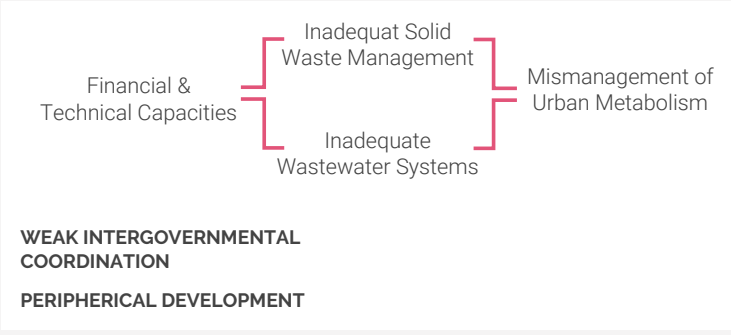 Inadequat Solid
Waste Management
Financial &
Technical Capacities
Mismanagement of
Urban Metabolism
Inadequate
Wastewater Systems
WEAK INTERGOVERNMENTAL
COORDINATION
PERIPHERICAL DEVELOPMENT